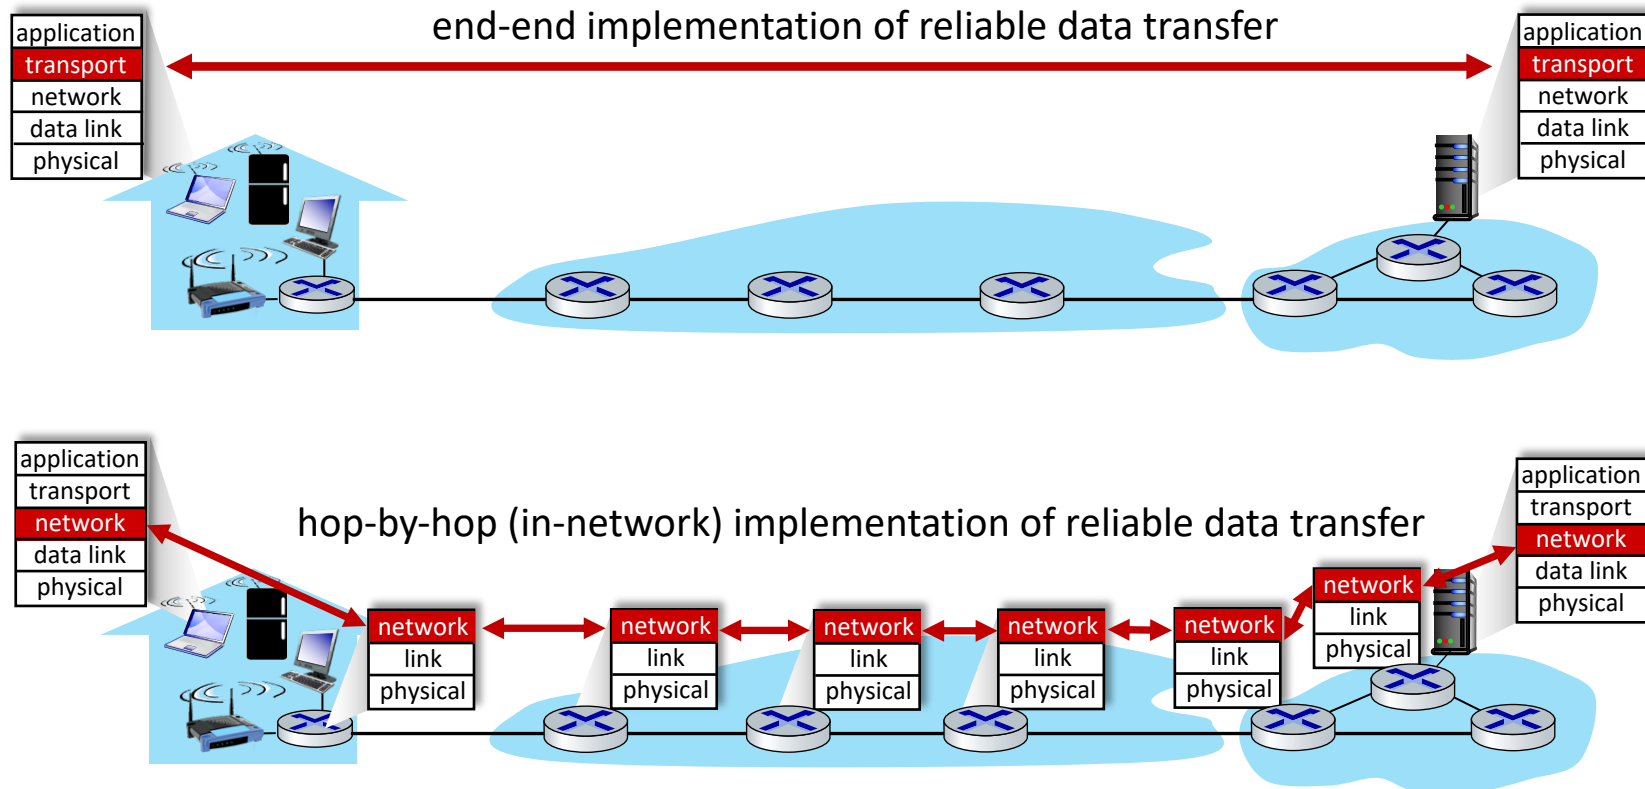 end-end implementation of reliable data transfer
application
transport
network
data link
physical
application
transport
network
data link
physical
hop-by-hop (in-network) implementation of reliable data transfer
application
transport
network
data link
physical
network
link
physical
network
link
physical
network
link
physical
network
link
physical
network
link
physical
network
link
physical
application
transport
network
data link
physical